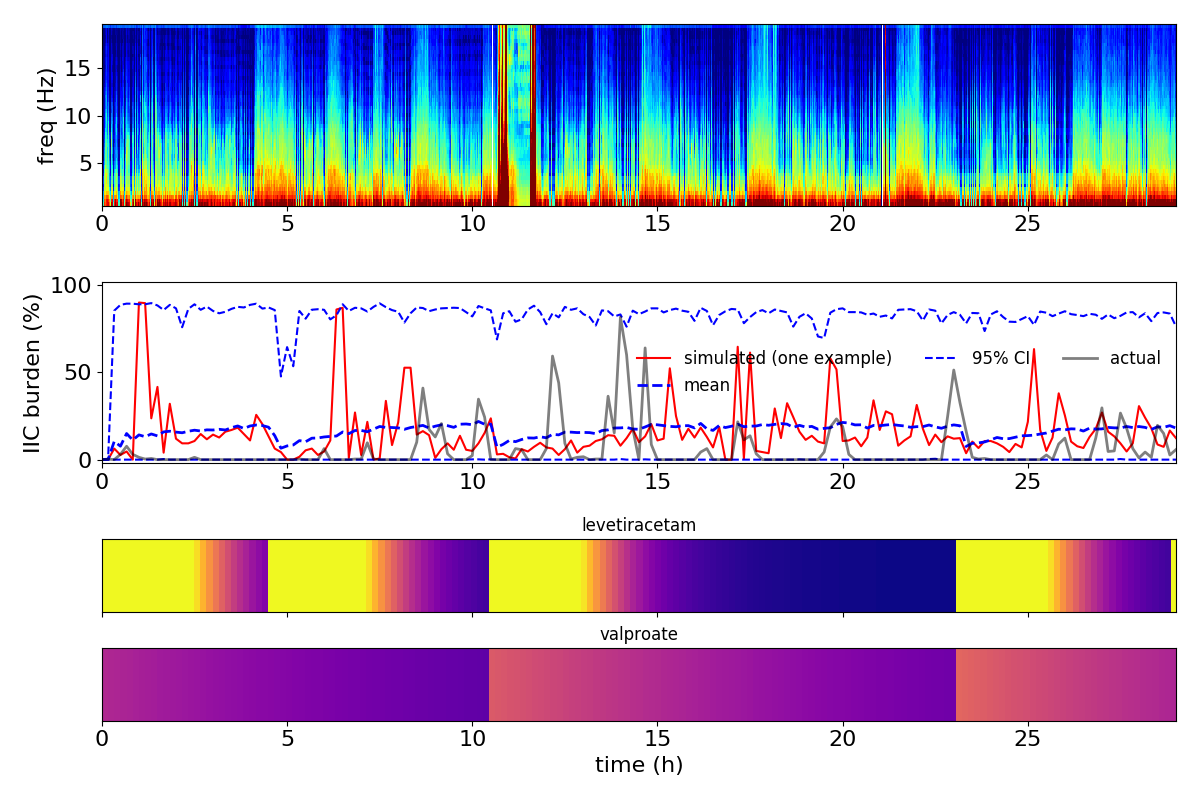 freq (Hz)
15
10
5
0 5 10 15 20 25
IIC burden (%)
100
50
0
simulated (one example)
mean
95% CI
actual
0 5 10 15 20 25
levetiracetam
valproate
0 5 10 15 20 25
time (h)